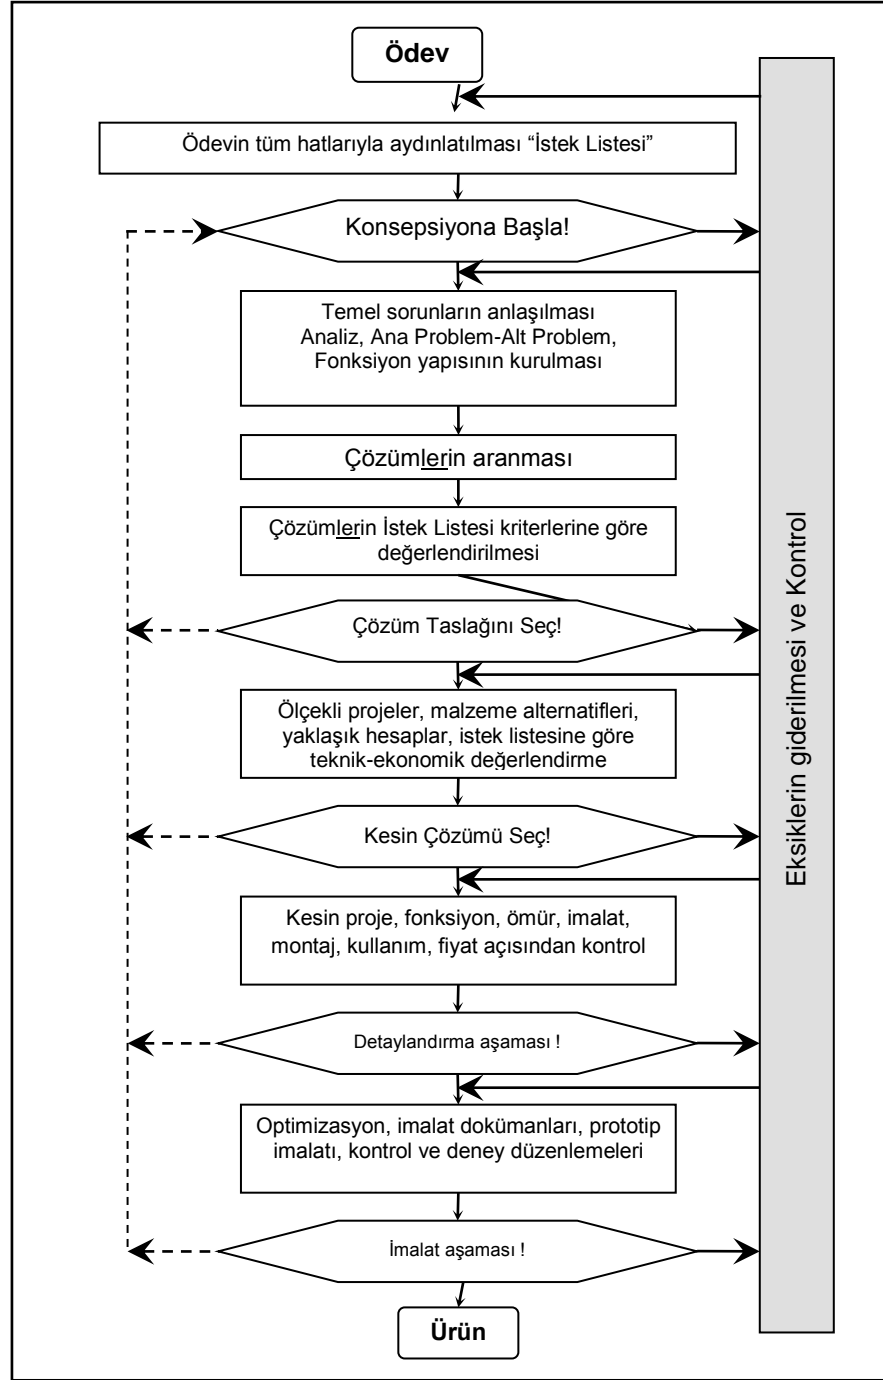 Ödev
Ödevin tüm hatlarıyla aydınlatılması “İstek Listesi”
Konsepsiyona Başla!
Temel sorunların anlaşılması
Analiz, Ana Problem-Alt Problem,
Fonksiyon yapısının kurulması
Çözümlerin aranması
Çözümlerin İstek Listesi kriterlerine göre
değerlendirilmesi
Çözüm Taslağını Seç!
Ölçekli projeler, malzeme alternatifleri,
yaklaşık hesaplar, istek listesine göre
teknik-ekonomik değerlendirme
Kesin Çözümü Seç!
Kesin proje, fonksiyon, ömür, imalat,
montaj, kullanım, fiyat açısından kontrol
Detaylandırma aşaması !
Optimizasyon, imalat dokümanları, prototip
imalatı, kontrol ve deney düzenlemeleri
İmalat aşaması !
Ürün
Eksiklerin giderilmesi ve Kontrol